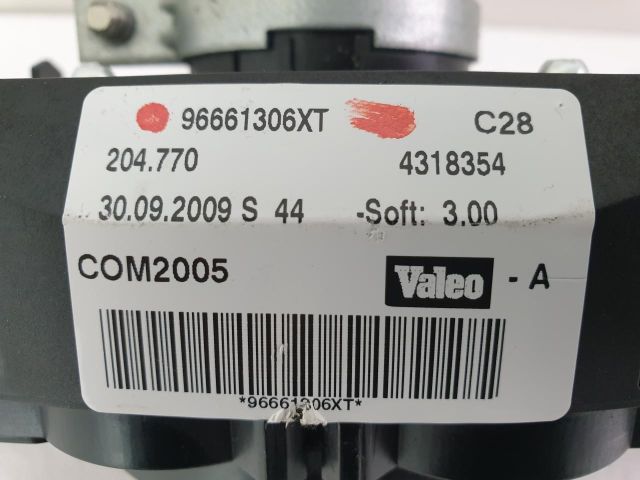 96661306XT C28
204.770 4318354
30.09.2009 S 44 -Soft: 3.00
COM2005 Valeo - A
*96661306XT*